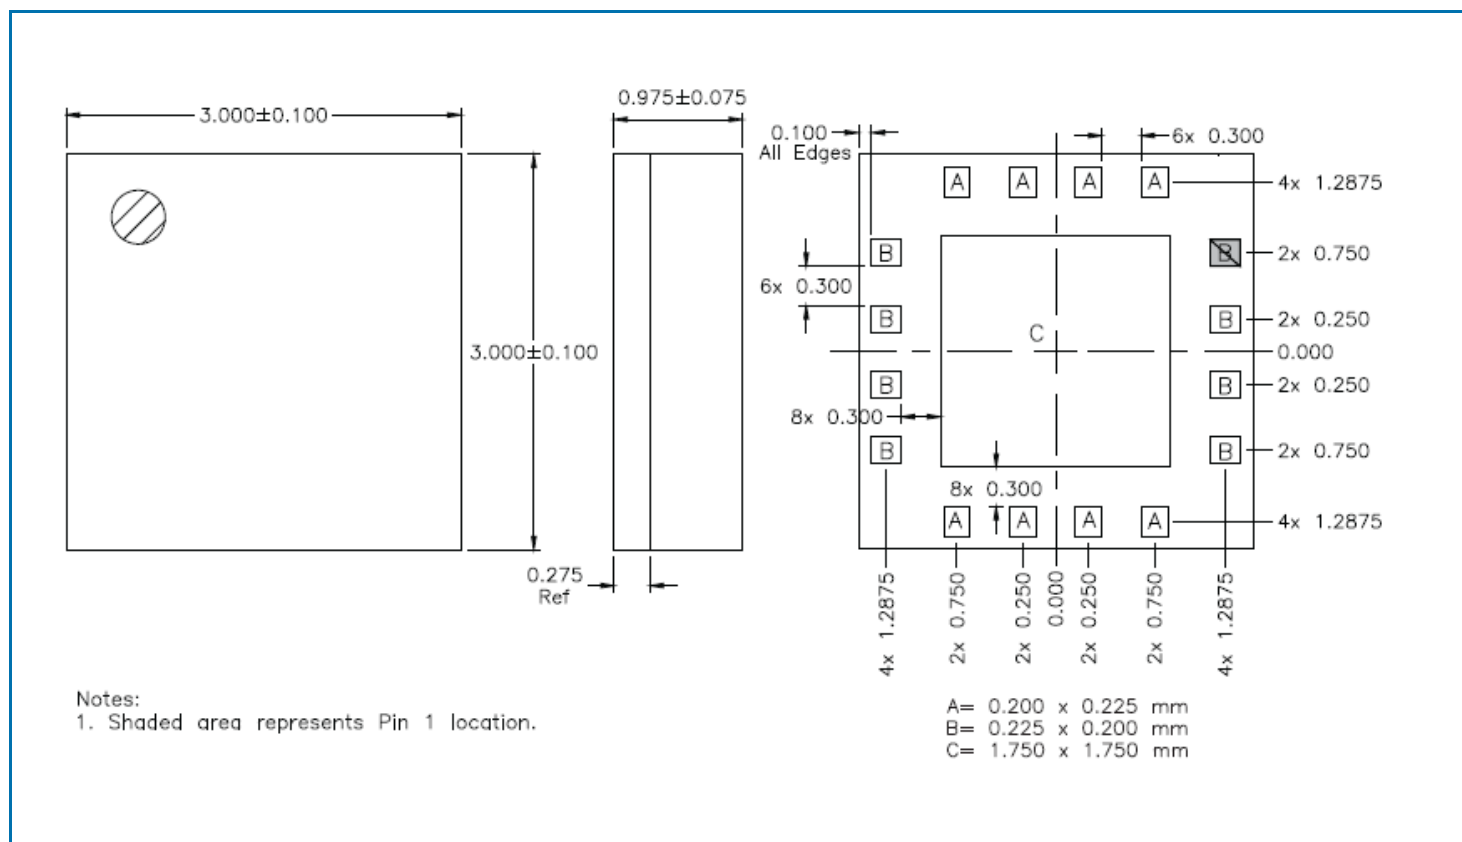 3.000±0.100
0.975±0.075
0.100
All Edges
6x 0.300
A A A A
4x 1.2875
B
B
2x 0.750
6x 0.300
B
C
B
2x 0.250
3.000±0.100
0.000
B
B
2x 0.250
8x 0.300
B
B
2x 0.750
8x 0.300
A A A A
4x 1.2875
0.275
Ref
4x 1.2875
2x 0.750
2x 0.250
0.000
2x 0.250
2x 0.750
4x 1.2875
Notes:
1. Shaded area represents Pin 1 location.
A= 0.200 x 0.225 mm
B= 0.225 x 0.200 mm
C= 1.750 x 1.750 mm